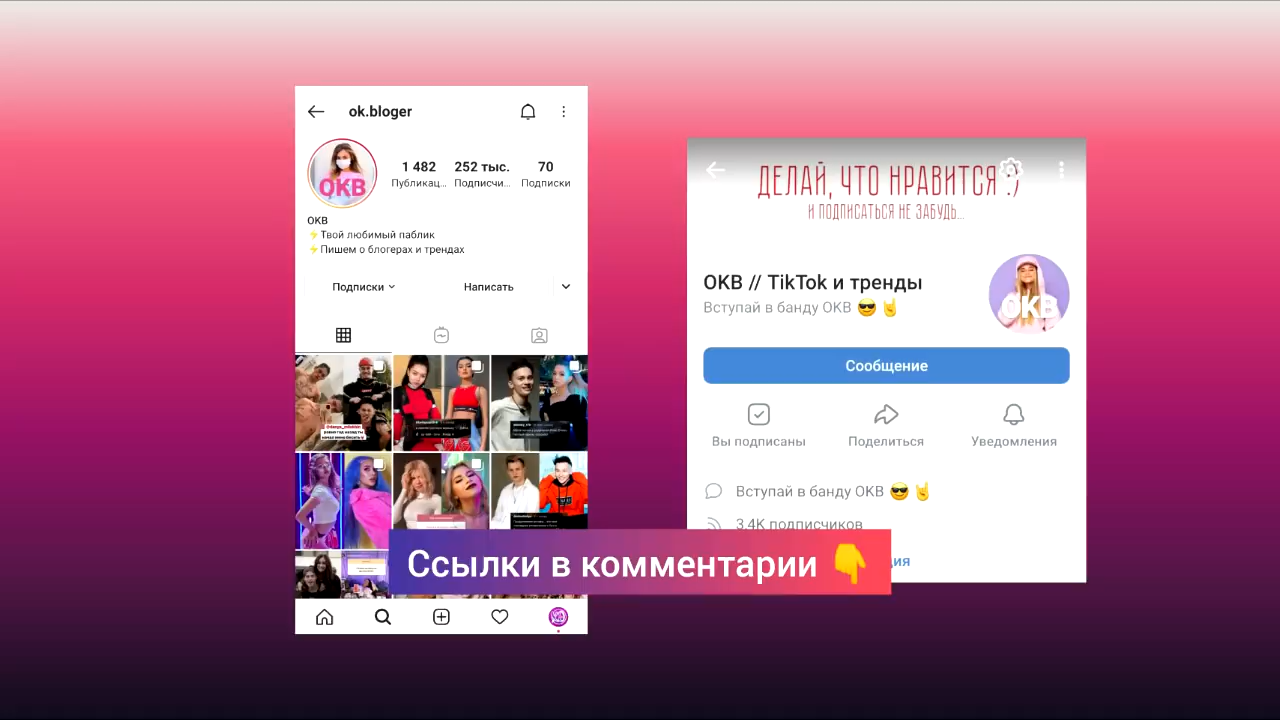 ok.bloger
OKB
1 482
252 тыс.
70
Публикац...
Подписчи...
Подписки
OKB
⚡Твой любимый паблик
⚡Пишем о блогерах и трендах
Подписки
Написать
ДЕЛАЙ, ЧТО НРАВИТСЯ :)
И ПОДПИСАТЬСЯ НЕ ЗАБУДЬ...
OKB // TikTok и тренды
Вступай в банду OKB 😎🤘
OKB
Сообщение
Вы подписаны
Поделиться
Уведомления
Вступай в банду OKB 😎🤘
3,4K подписчиков
Ссылки в комментарии 👇